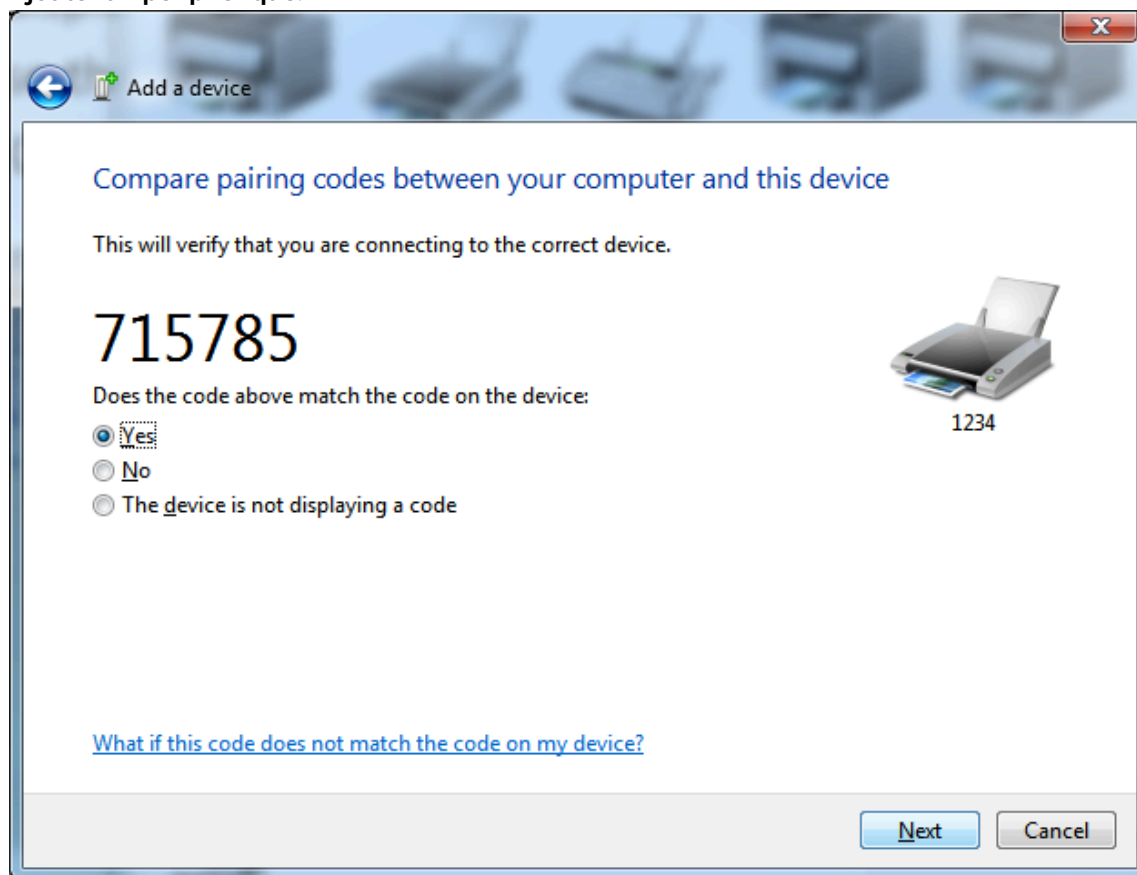 Add a device
Compare pairing codes between your computer and this device
This will verify that you are connecting to the correct device.
715785
Does the code above match the code on the device:
1234
Yes
No
The device is not displaying a code
What if this code does not match the code on my device?
Next
Cancel